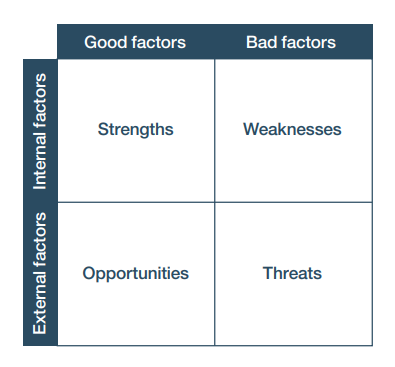 Good factors
Bad factors
Internal factors
Strengths
Weaknesses
External factors
Opportunities
Threats